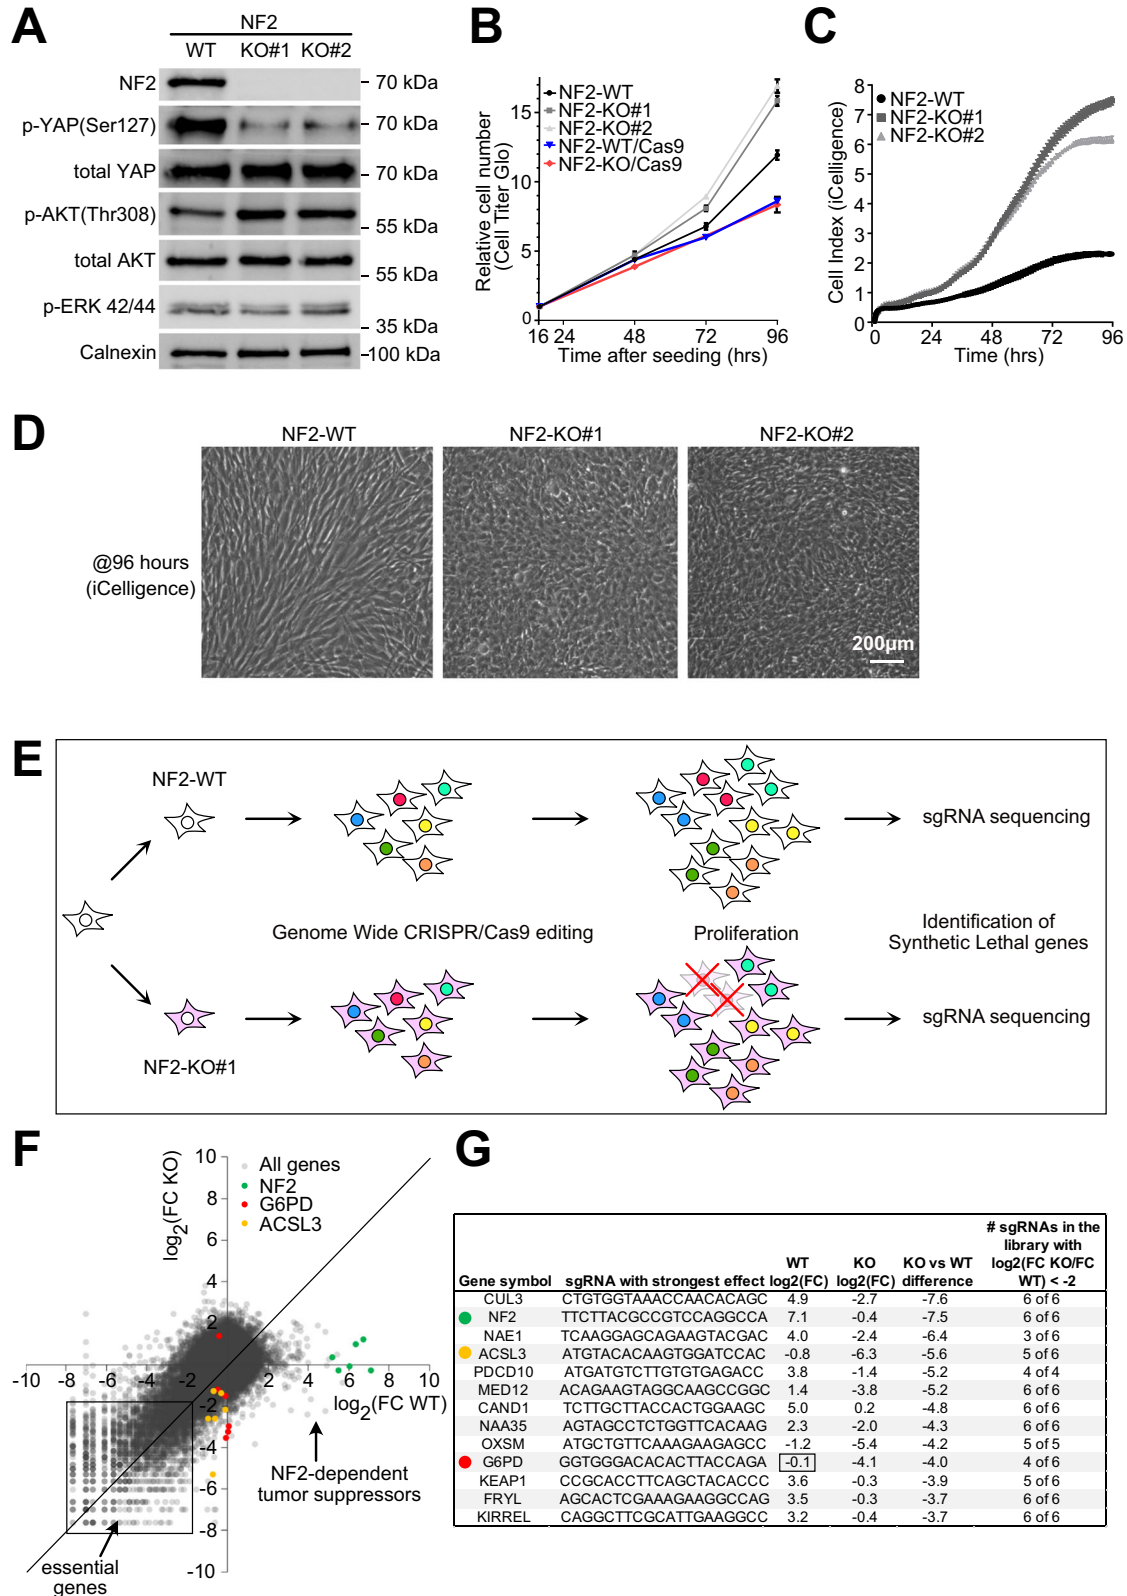 A
NF2
WT KO#1 KO#2
NF2
70 kDa
p-YAP(Ser127)
70 kDa
total YAP
70 kDa
p-AKT(Thr308)
55 kDa
total AKT
55 kDa
p-ERK 42/44
35 kDa
Calnexin
100 kDa
B
Relative cell number
(Cell Titer Glo)
15
10
5
0
NF2-WT
NF2-KO#1
NF2-KO#2
NF2-WT/Cas9
NF2-KO/Cas9
16 24 48 72 96
Time after seeding (hrs)
C
Cell Index (iCelligence)
8
7
6
5
4
3
2
1
0
NF2-WT
NF2-KO#1
NF2-KO#2
0 24 48 72 96
Time (hrs)
D
NF2-WT NF2-KO#1 NF2-KO#2
@96 hours
(iCelligence)
200µm
E
NF2-WT
sgRNA sequencing
Genome Wide CRISPR/Cas9 editing
Proliferation
Identification of
Synthetic Lethal genes
NF2-KO#1
sgRNA sequencing
F
log2(FC KO)
10
8
6
4
2
-2
-4
-6
-8
-10
All genes
NF2
G6PD
ACSL3
-10 -8 -6 -4 -2 2 4 6 8 10
log2(FC WT)
NF2-dependent
tumor suppressors
essential
genes
G
Gene symbol sgRNA with strongest effect WT log2(FC) KO log2(FC) KO vs WT difference # sgRNAs in the library with log2(FC KO/FC WT) < -2
CUL3 CTGTGGTAAACCAACACAGC 4.9 -2.7 -7.6 6 of 6
NF2 TTCTTACGCCGTCCAGGCCA 7.1 -0.4 -7.5 6 of 6
NAE1 TCAAGGAGCAGAAGTACGAC 4.0 -2.4 -6.4 3 of 6
ACSL3 ATGTACACAAGTGGATCCAC -0.8 -6.3 -5.6 5 of 6
PDCD10 ATGATGTCTTGTGTGAGACC 3.8 -1.4 -5.2 4 of 4
MED12 ACAGAAGTAGGCAAGCCGGC 1.4 -3.8 -5.2 6 of 6
CAND1 TCTTGCTTACCACTGGAAGC 5.0 0.2 -4.8 6 of 6
NAA35 AGTAGCCTCTGGTTCACAAG 2.3 -2.0 -4.3 6 of 6
OXSM ATGCTGTTCAAAGAAGAGCC -1.2 -5.4 -4.2 5 of 5
G6PD GGTGGGACACACTTACCAGA -0.1 -4.1 -4.0 4 of 6
KEAP1 CCGCACCTTCAGCTACACCC 3.6 -0.3 -3.9 5 of 6
FRYL AGCACTCGAAAGAAGGCCAG 3.5 -0.3 -3.7 6 of 6
KIRREL CAGGCTTCGCATTGAAGGCC 3.2 -0.4 -3.7 6 of 6